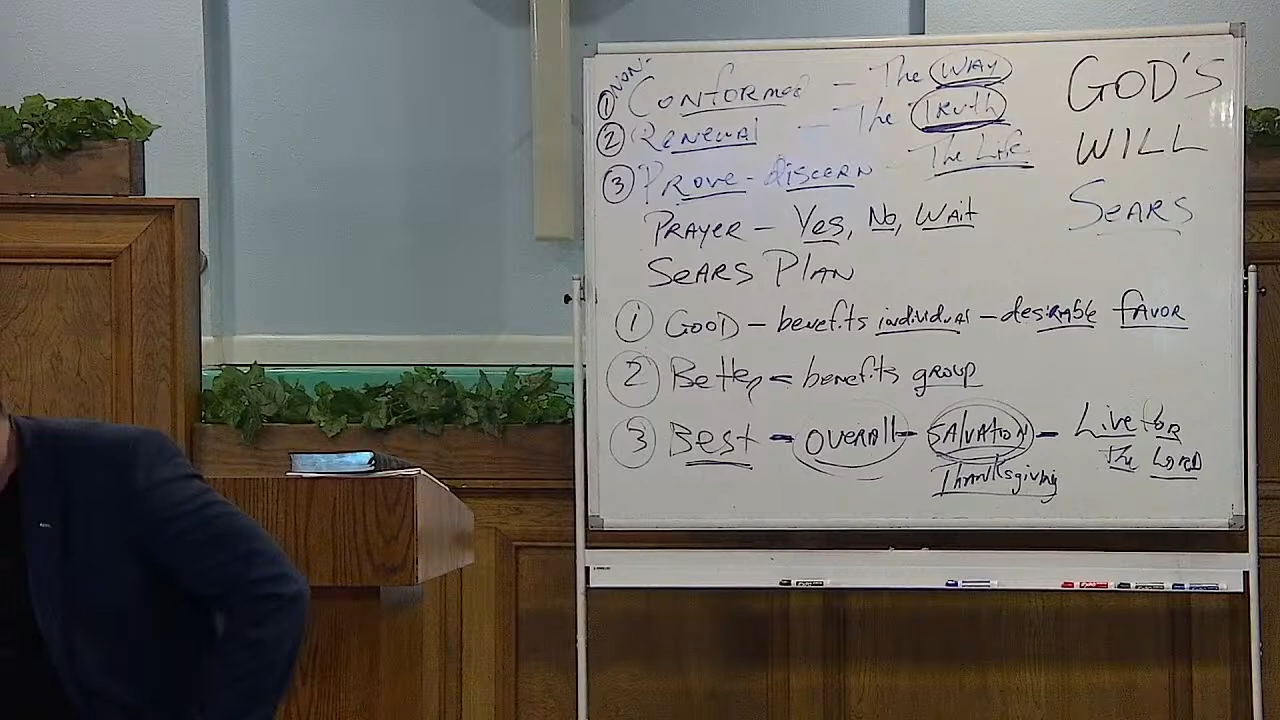 ① NON-CONFORMED - The WAY
② RENEWAL - The TRUTH
③ PROVE - discern - The Life
PRAYER - Yes, No, WAIT
SEARS PLAN
① GOOD - benefits individual - desirable FAVOR
② Better = benefits group
③ Best - OVERALL - SALVATION - Live for The LORD
Thanksgiving
GOD'S
WILL
SEARS